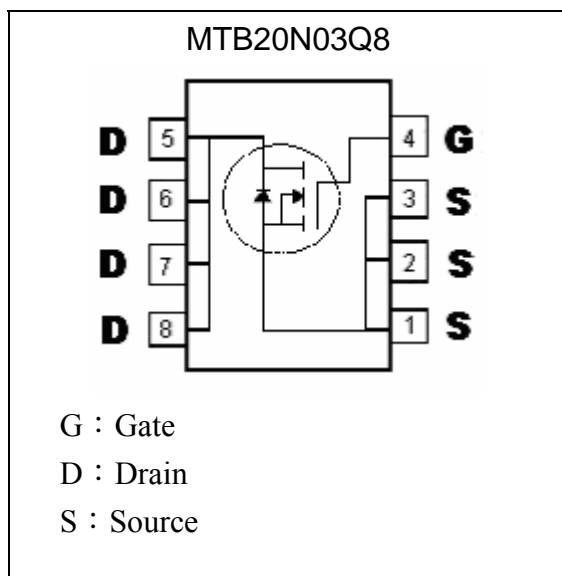 MTB20N03Q8
D 5 4 G
D 6 3 S
D 7 2 S
D 8 1 S
G：Gate
D：Drain
S：Source